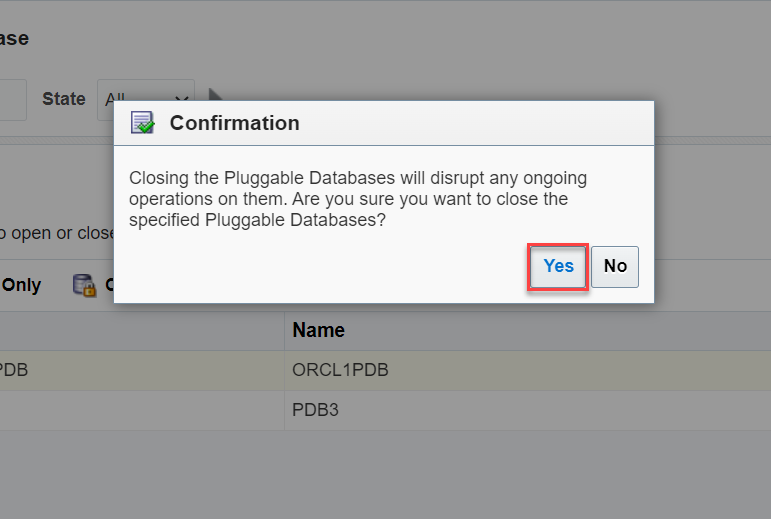 ase
State All
Confirmation
Closing the Pluggable Databases will disrupt any ongoing
operations on them. Are you sure you want to close the
specified Pluggable Databases?
o open or close
Yes No
Only
Name
PDB ORCL1PDB
PDB3